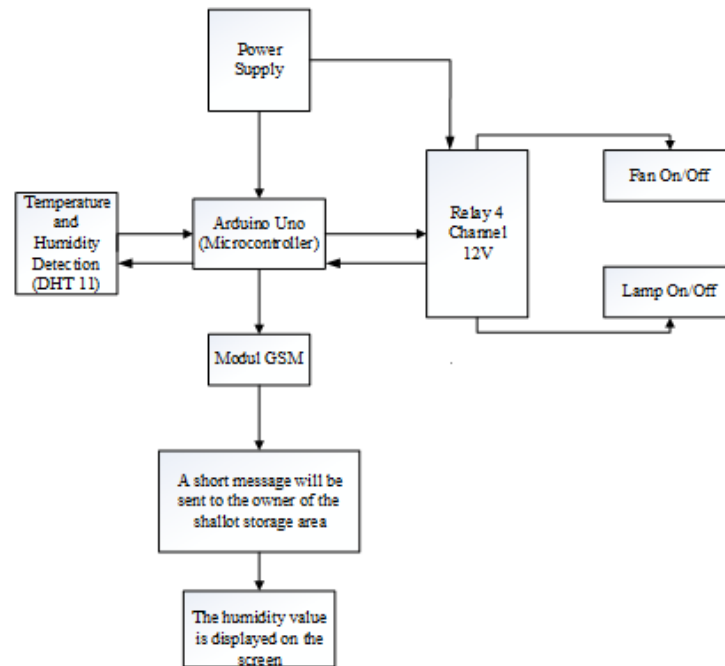 Power
Supply
Temperature
and
Humidity
Detection
(DHT 11)
Arduino Uno
(Microcontroller)
Relay 4
Channel
12V
Fan On/Off
Lamp On/Off
Modul GSM
A short message will be
sent to the owner of the
shallot storage area
The humidity value
is displayed on the
screen